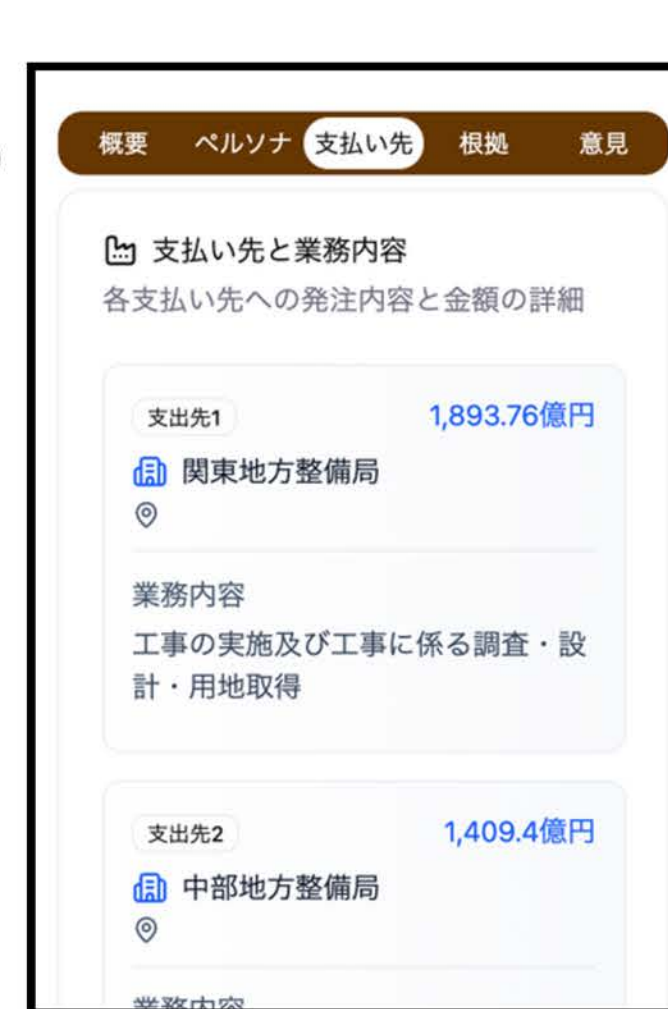 概要 ペルソナ 支払い先 根拠 意見
支払い先と業務内容
各支払い先への発注内容と金額の詳細
支出先1 1,893.76億円
関東地方整備局
業務内容
工事の実施及び工事に係る調査・設
計・用地取得
支出先2 1,409.4億円
中部地方整備局
業務内容